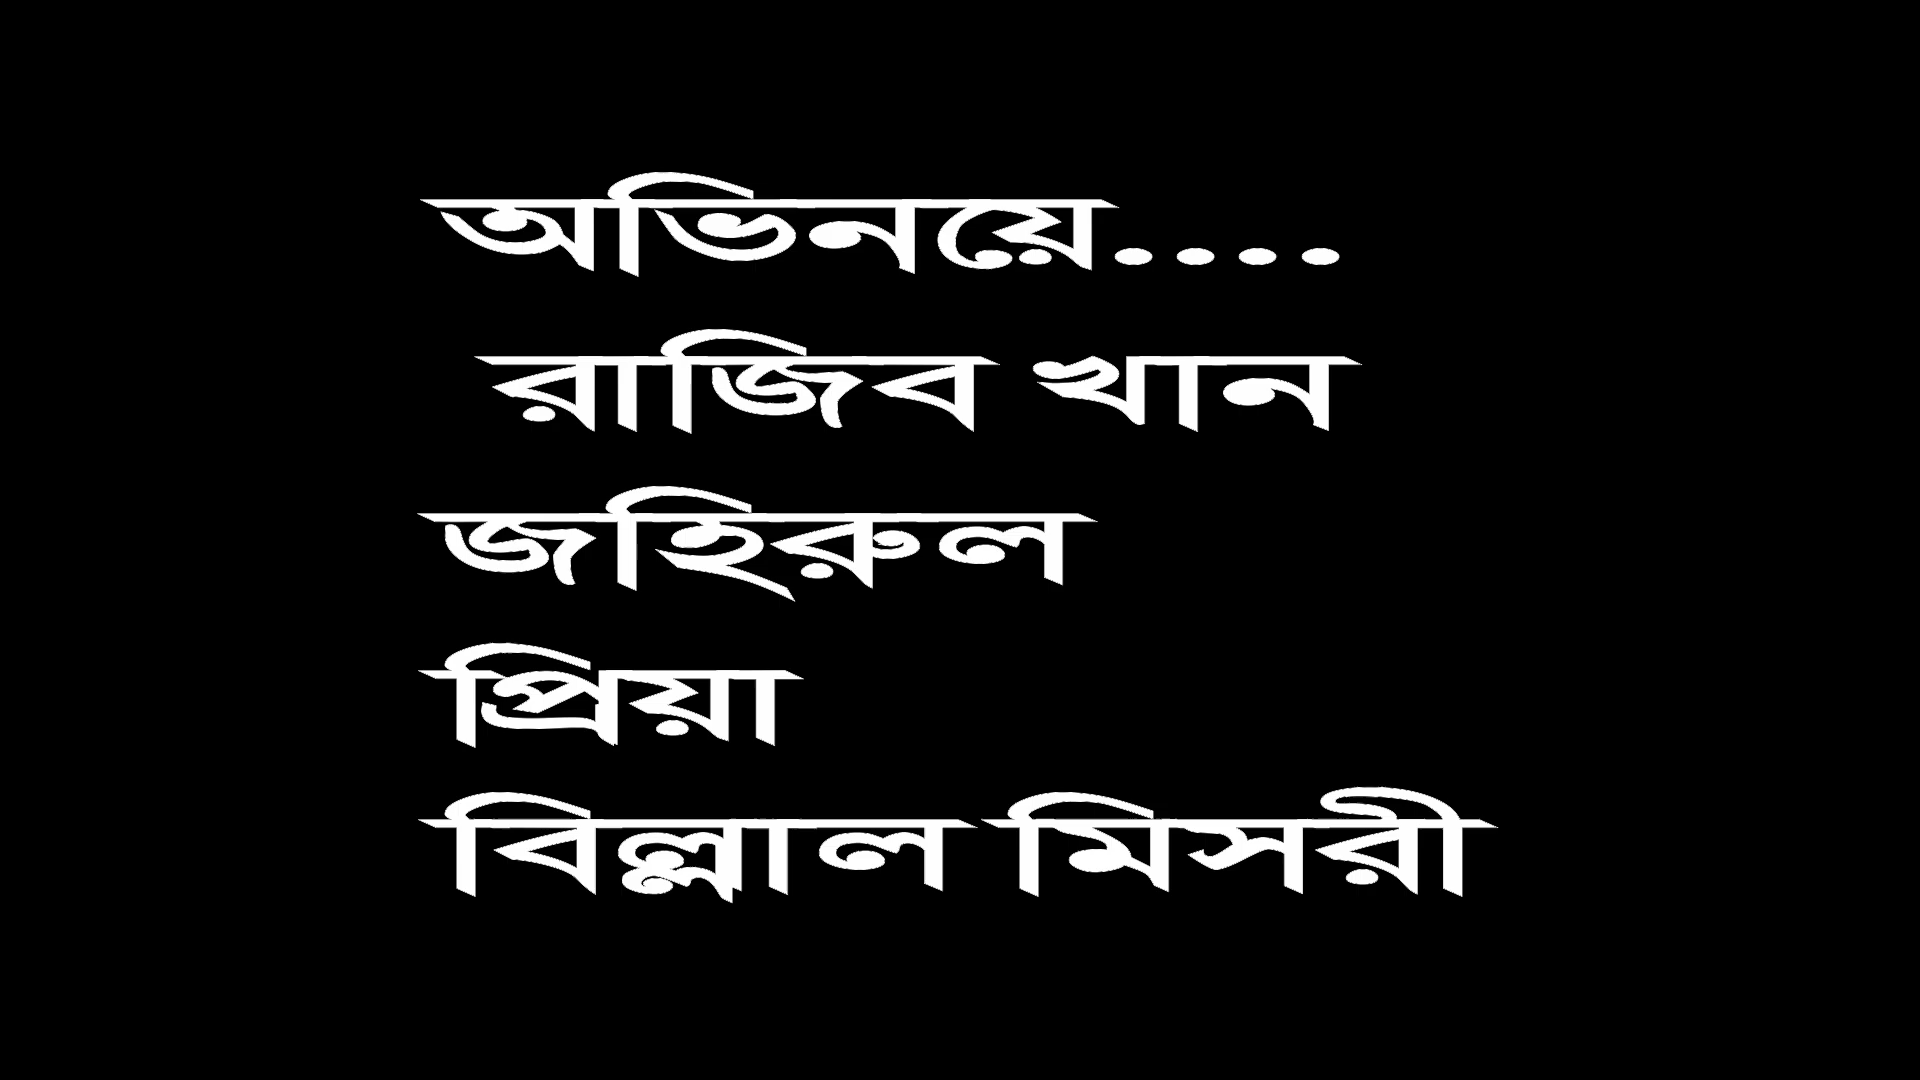 অভিনয়ে....
রাজিব খান
জহিরুল
প্রিয়া
বিল্লাল মিসরী